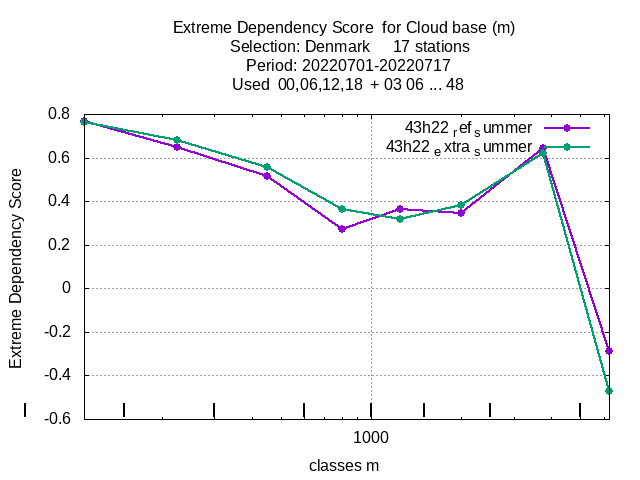 Extreme Dependency Score  for Cloud base (m)
Selection: Denmark     17 stations
Period: 20220701-20220717
Used  00,06,12,18  + 03 06 ... 48
0.8
43h22 ref summer
43h22 extra summer
0.6
0.4
0.2
0
-0.2
-0.4
-0.6
Extreme Dependency Score
1000
classes m